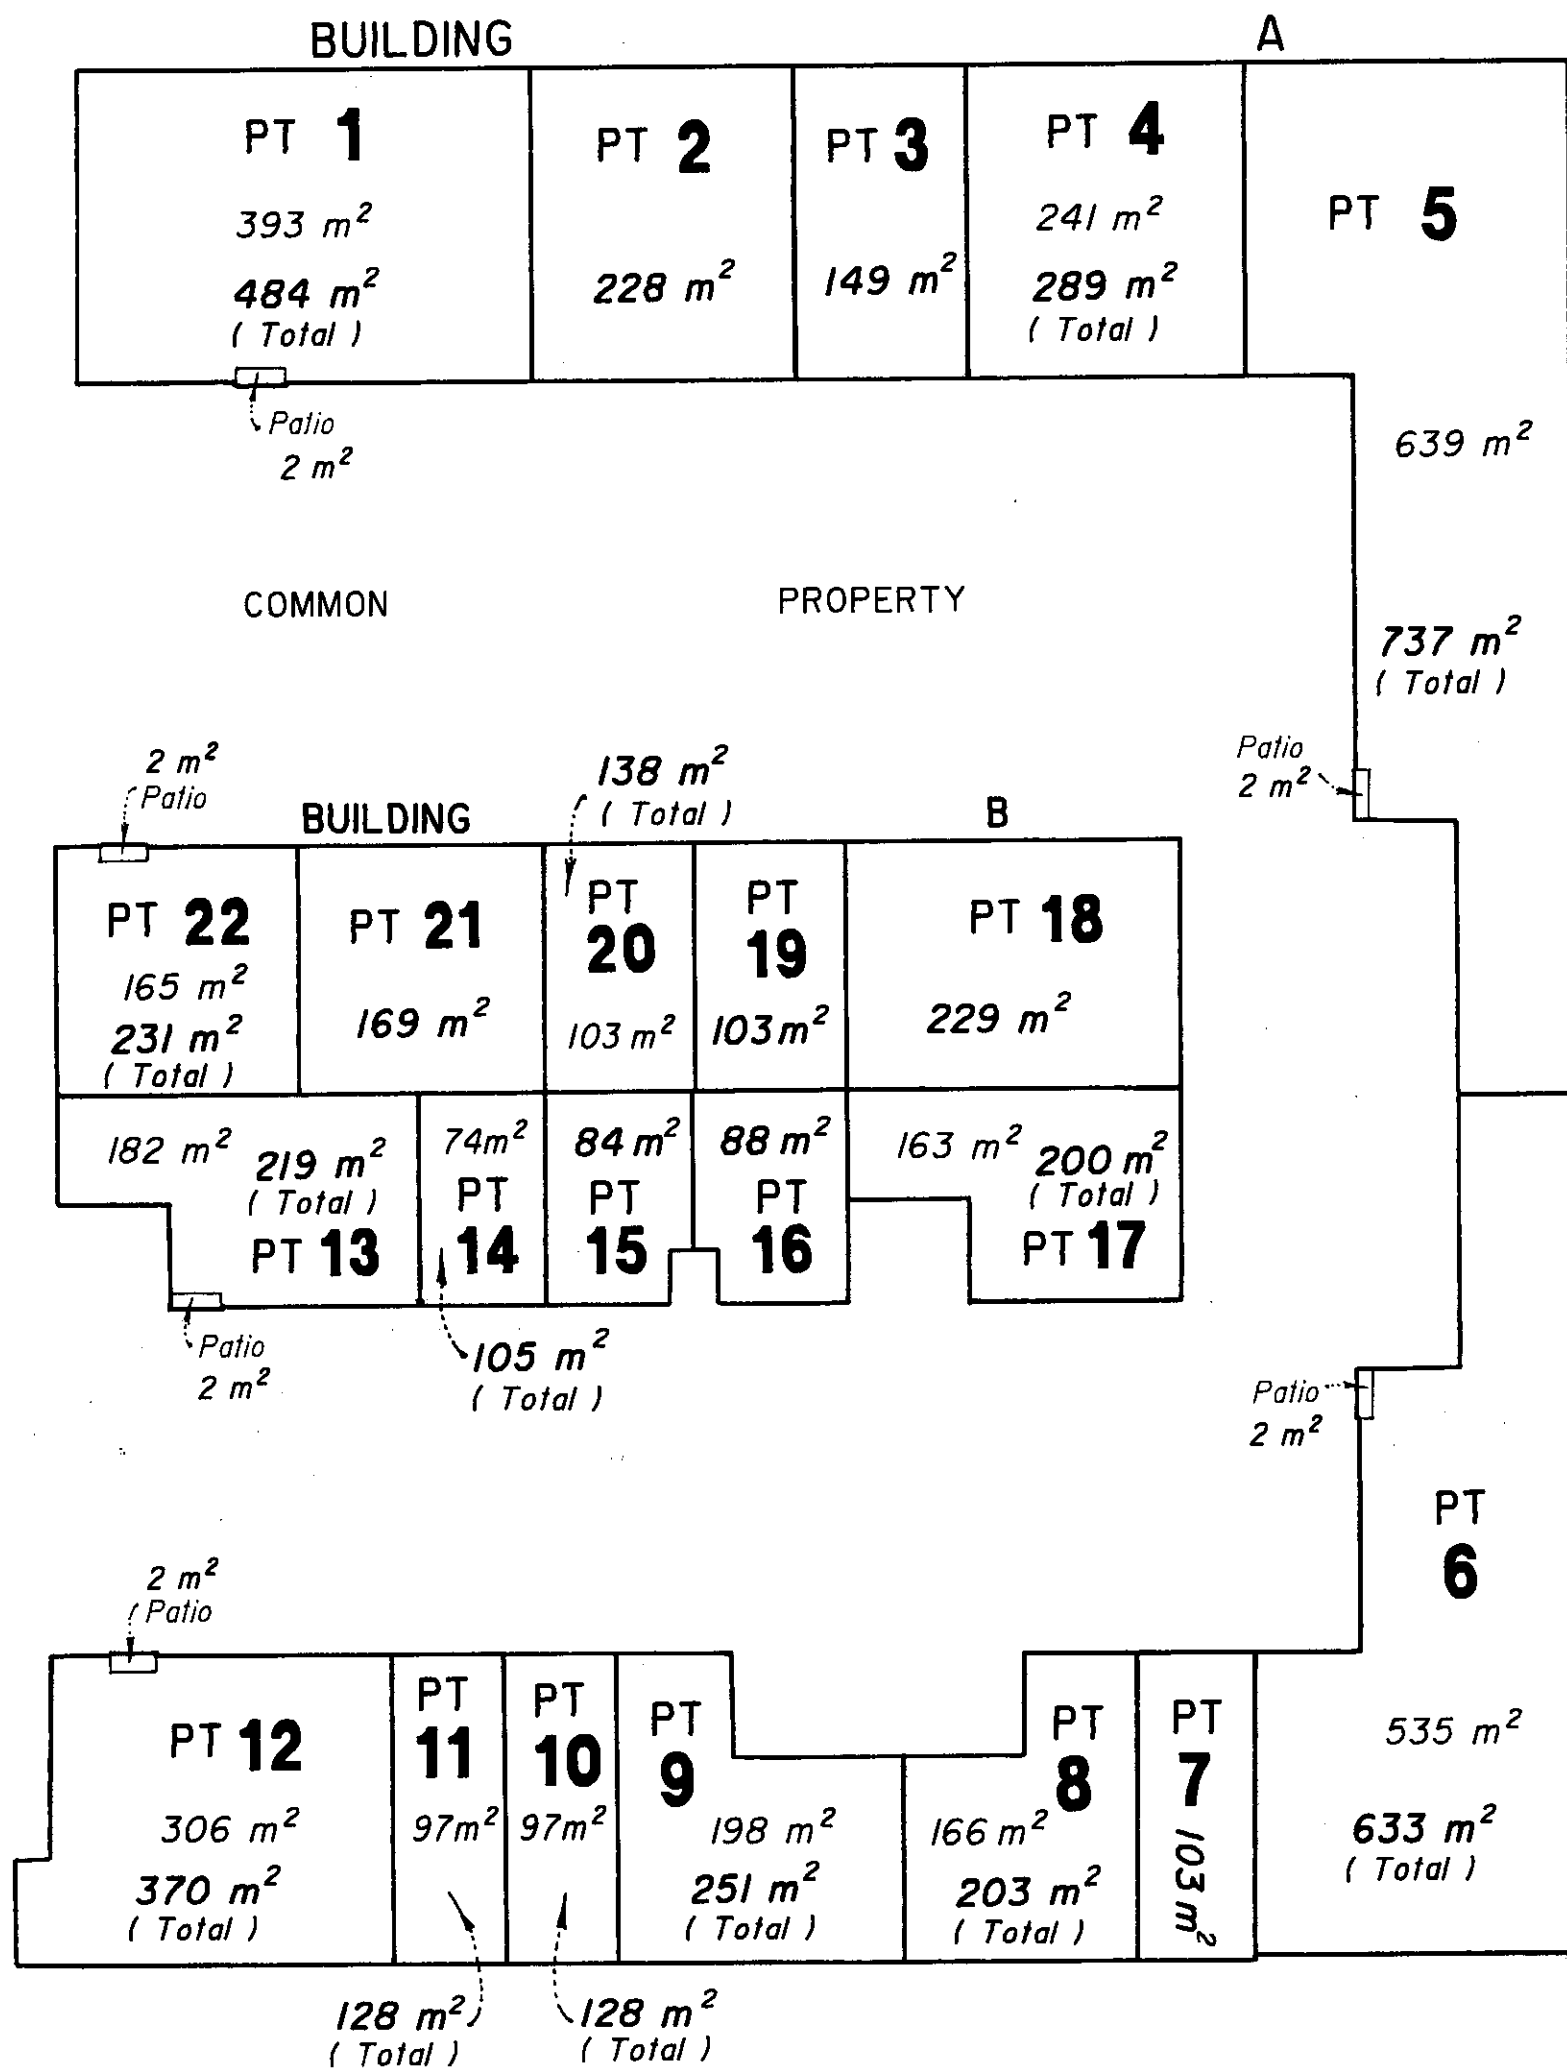 BUILDING A
PT 1
393 m²
484 m²
( Total )
PT 2
228 m²
PT 3
149 m²
PT 4
241 m²
289 m²
( Total )
PT 5
639 m²
737 m²
( Total )
Patio
2 m²
COMMON PROPERTY
Patio
2 m²
2 m²
Patio
BUILDING B
138 m²
( Total )
PT 22
165 m²
231 m²
( Total )
PT 21
169 m²
PT
20
103 m²
PT
19
103 m²
PT 18
229 m²
182 m²
219 m²
( Total )
PT 13
74 m²
PT
14
84 m²
PT
15
88 m²
PT
16
163 m²
200 m²
( Total )
PT 17
Patio
2 m²
105 m²
( Total )
Patio
2 m²
PT
6
535 m²
633 m²
( Total )
2 m²
Patio
PT 12
306 m²
370 m²
( Total )
PT
11
97 m²
PT
10
97 m²
PT
9
198 m²
251 m²
( Total )
PT
8
166 m²
203 m²
( Total )
PT
7
103 m²
128 m²
( Total )
128 m²
( Total )